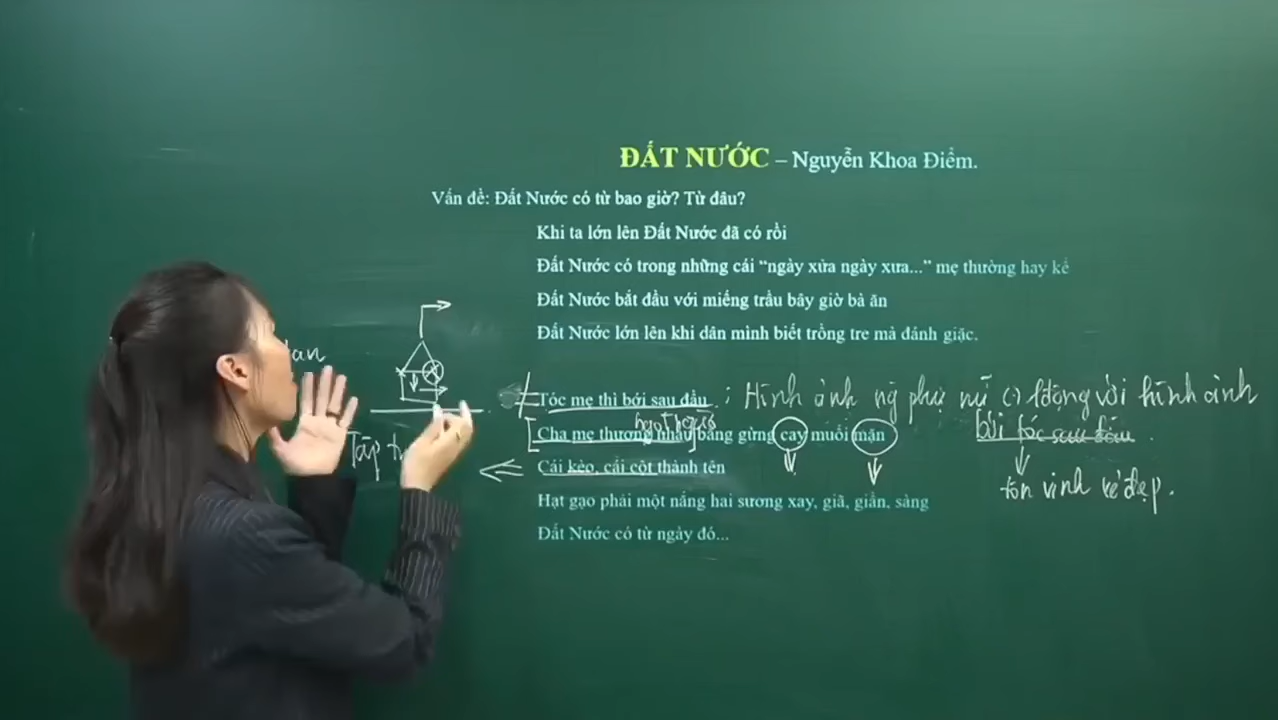 ĐẤT NƯỚC – Nguyễn Khoa Điềm.
Vấn đề: Đất Nước có từ bao giờ? Từ đâu?
Khi ta lớn lên Đất Nước đã có rồi
Đất Nước có trong những cái “ngày xửa ngày xưa...” mẹ thường hay kể
Đất Nước bắt đầu với miếng trầu bây giờ bà ăn
Đất Nước lớn lên khi dân mình biết trồng tre mà đánh giặc.
Tóc mẹ thì bới sau đầu : Hình ảnh ng phụ nữ với hình ảnh
bới tóc sau đầu.
Cha mẹ thương nhau bằng gừng cay muối mặn
Cái kèo, cái cột thành tên
tôn vinh vẻ đẹp.
Hạt gạo phải một nắng hai sương xay, giã, giần, sàng
Đất Nước có từ ngày đó...
Tập